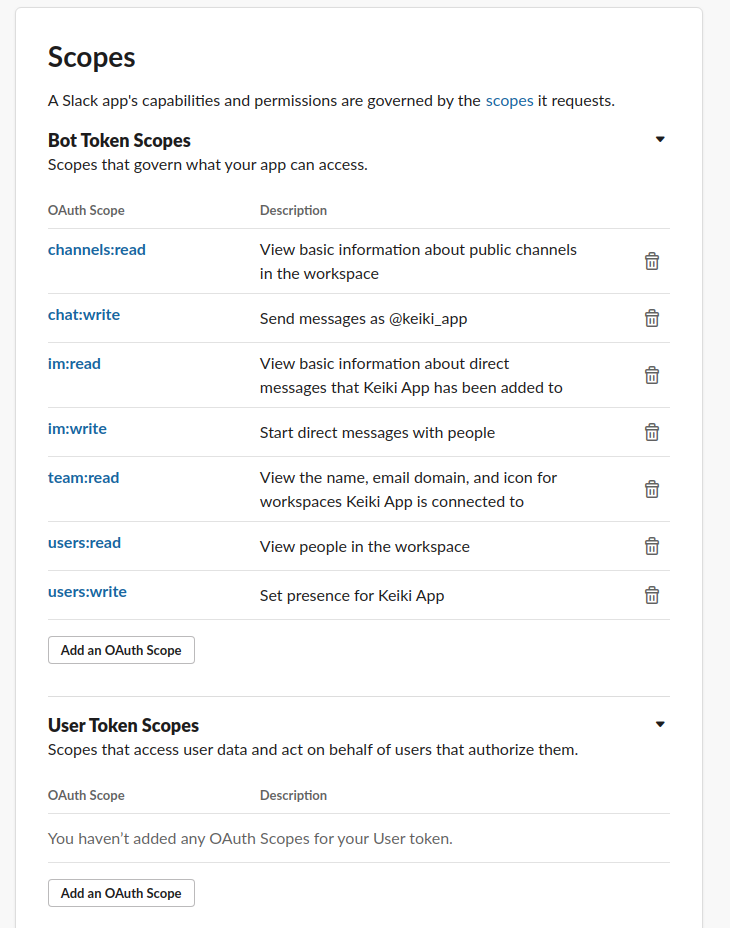 Scopes
A Slack app's capabilities and permissions are governed by the scopes it requests.
Bot Token Scopes
Scopes that govern what your app can access.
OAuth Scope Description
channels:read View basic information about public channels
in the workspace
chat:write Send messages as @keiki_app
im:read View basic information about direct
messages that Keiki App has been added to
im:write Start direct messages with people
team:read View the name, email domain, and icon for
workspaces Keiki App is connected to
users:read View people in the workspace
users:write Set presence for Keiki App
Add an OAuth Scope
User Token Scopes
Scopes that access user data and act on behalf of users that authorize them.
OAuth Scope Description
You haven’t added any OAuth Scopes for your User token.
Add an OAuth Scope